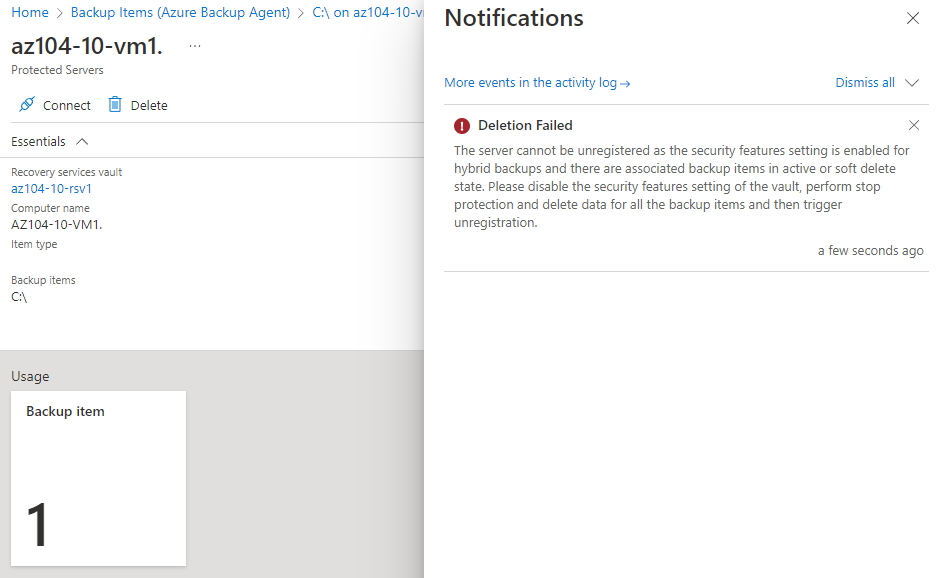 Home > Backup Items (Azure Backup Agent) > C:\ on az104-10-v
az104-10-vm1. ...
Protected Servers
Connect Delete
Essentials
Recovery services vault
az104-10-rsv1
Computer name
AZ104-10-VM1.
Item type
Backup items
C:\
Usage
Backup item
1
Notifications
More events in the activity log →
Dismiss all
Deletion Failed
The server cannot be unregistered as the security features setting is enabled for
hybrid backups and there are associated backup items in active or soft delete
state. Please disable the security features setting of the vault, perform stop
protection and delete data for all the backup items and then trigger
unregistration.
a few seconds ago